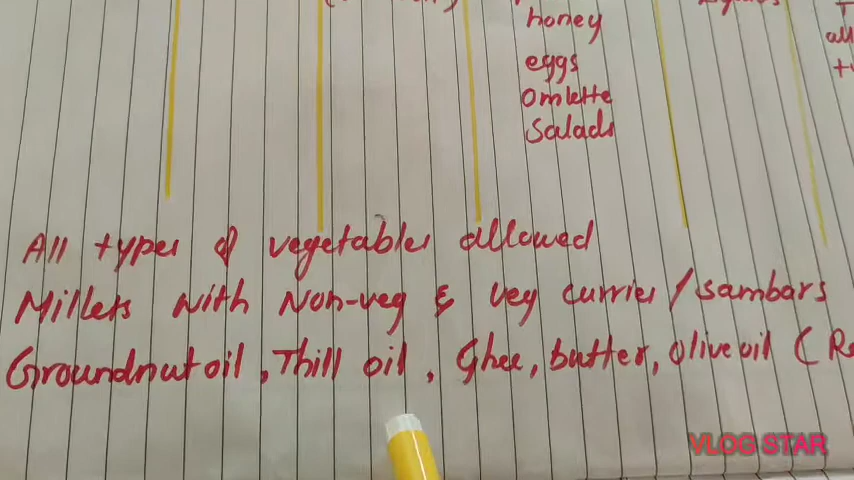 honey
eggs
Omlette
Salads
All types of vegetables allowed
Millets with Non-veg & veg curries / sambars
Groundnut oil, Thill oil, Ghee, butter, Olive oil (
VLOG STAR